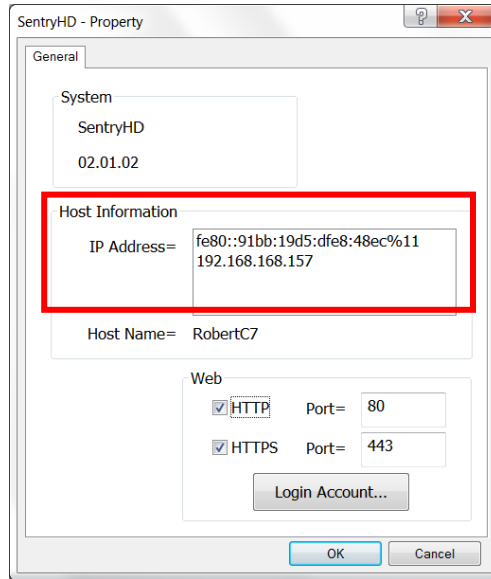 SentryHD - Property
General
System
SentryHD
02.01.02
Host Information
IP Address= fe80::91bb:19d5:dfe8:48ec%11
192.168.168.157
Host Name= RobertC7
Web
HTTP Port= 80
HTTPS Port= 443
Login Account...
OK Cancel